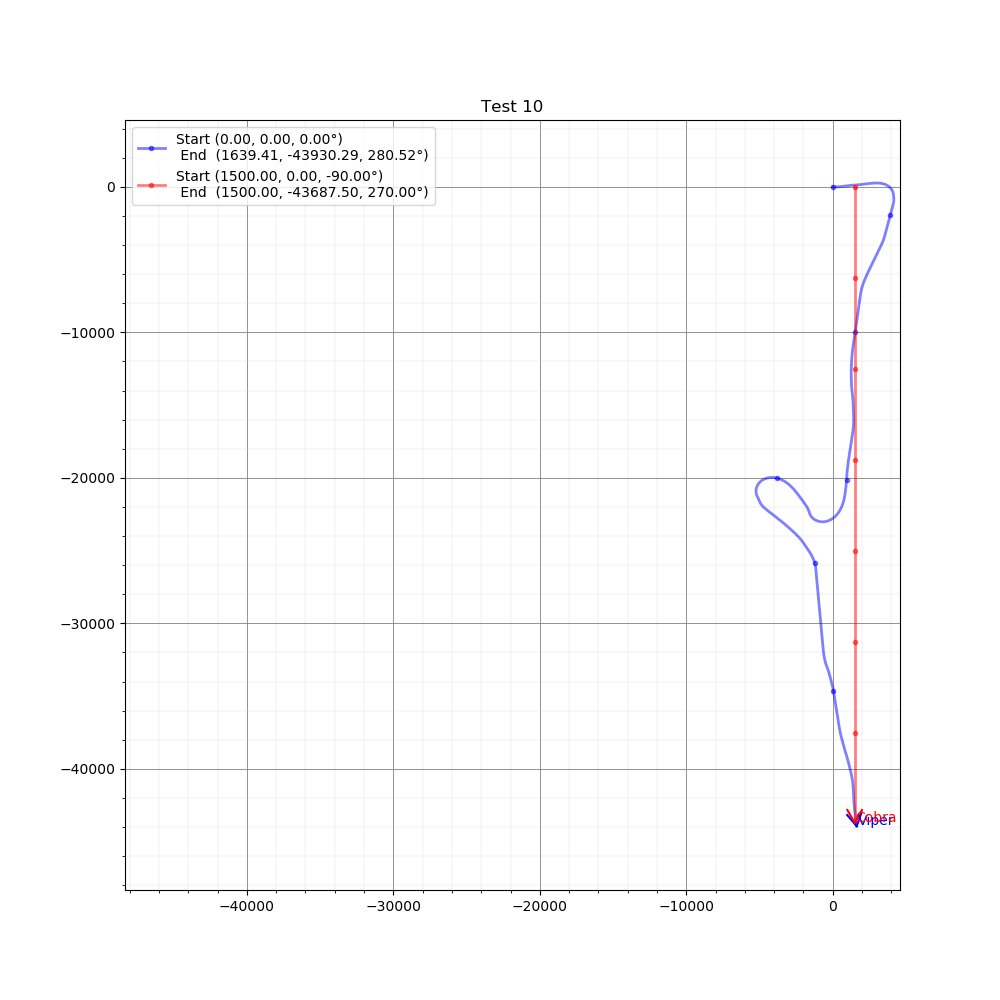 Test 10
Start (0.00, 0.00, 0.00°)
End (1639.41, -43930.29, 280.52°)
Start (1500.00, 0.00, -90.00°)
End (1500.00, -43687.50, 270.00°)
0
−10000
−20000
−30000
−40000
Cobra
Viper
−40000 −30000 −20000 −10000 0